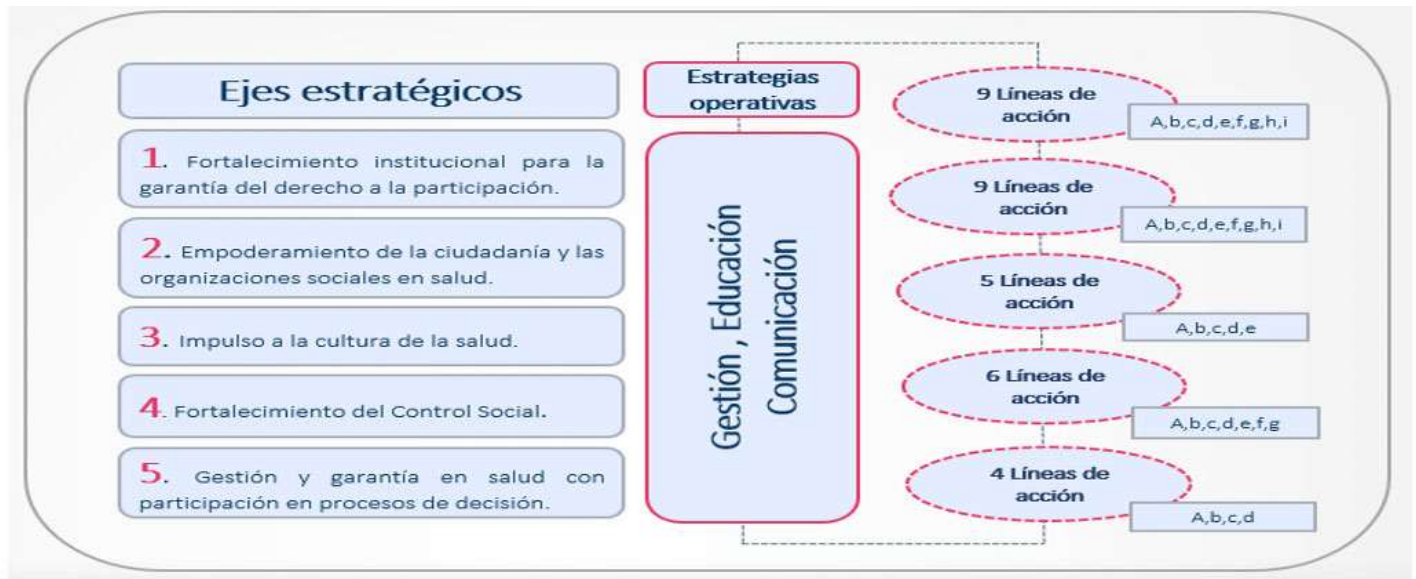 Ejes estratégicos
1. Fortalecimiento institucional para la
garantía del derecho a la participación.
2. Empoderamiento de la ciudadanía y las
organizaciones sociales en salud.
3. Impulso a la cultura de la salud.
4. Fortalecimiento del Control Social.
5. Gestión y garantía en salud con
participación en procesos de decisión.
Estrategias
operativas
Gestión , Educación
Comunicación
9 Líneas de
acción
A,b,c,d,e,f,g,h,i
9 Líneas de
acción
A,b,c,d,e,f,g,h,i
5 Líneas de
acción
A,b,c,d,e
6 Líneas de
acción
A,b,c,d,e,f,g
4 Líneas de
acción
A,b,c,d